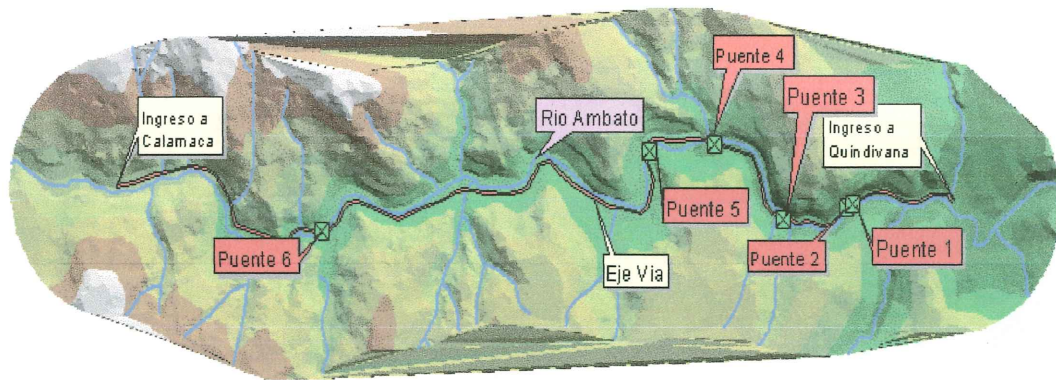 Puente 4
Puente 3
Ingreso a
Calamaca
Rio Ambato
Ingreso a
Quindivana
Puente 5
Puente 6
Eje Via
Puente 2
Puente 1